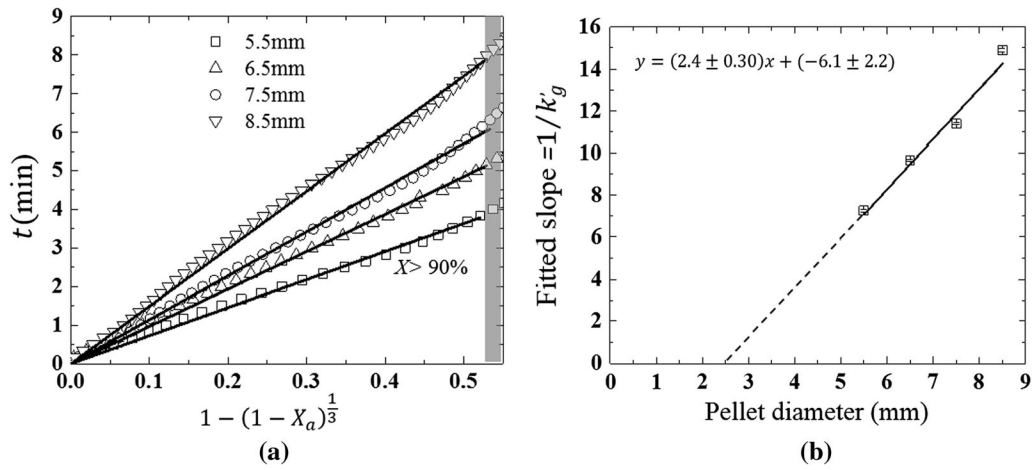 9
8
7
6
5
4
3
2
1
0
t(min)
5.5mm
6.5mm
7.5mm
8.5mm
X> 90%
0.0 0.1 0.2 0.3 0.4 0.5
1 − (1 − Xₐ)^{1/3}
(a)
16
14
12
10
8
6
4
2
0
Fitted slope =1/k'_g
y = (2.4 ± 0.30)x + (−6.1 ± 2.2)
0 1 2 3 4 5 6 7 8 9
Pellet diameter (mm)
(b)